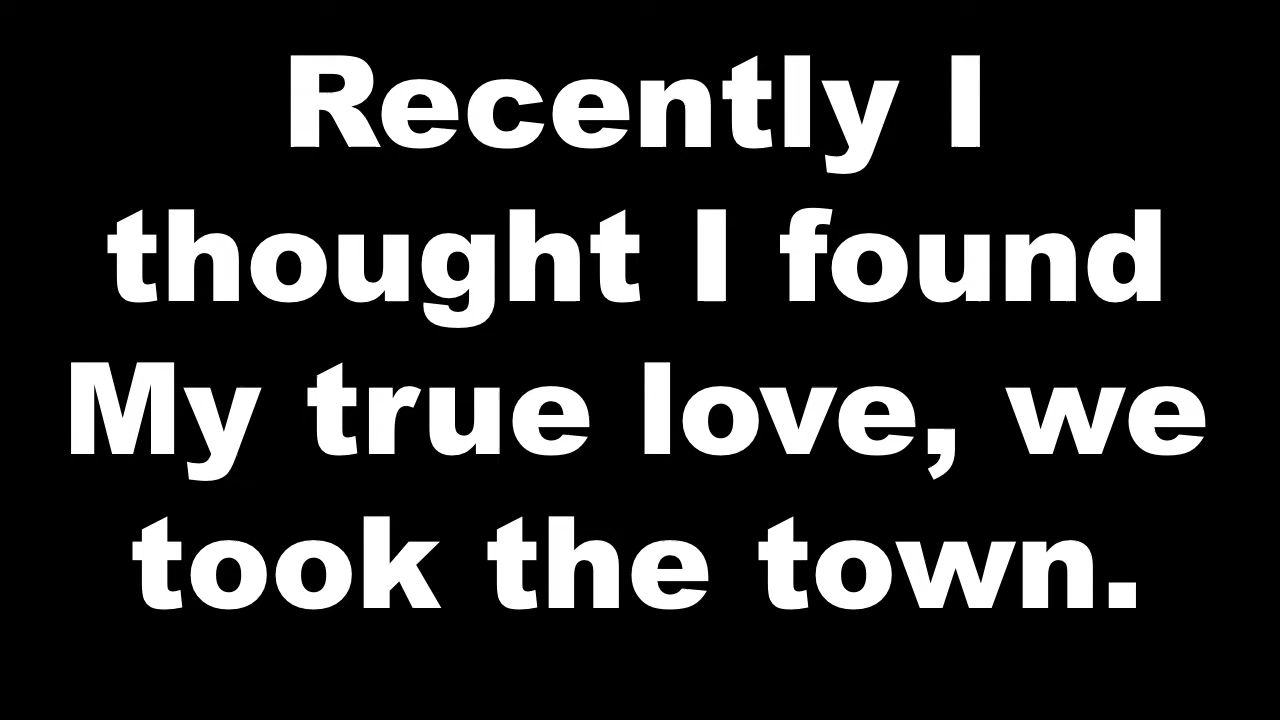 Recently I
thought I found
My true love, we
took the town.